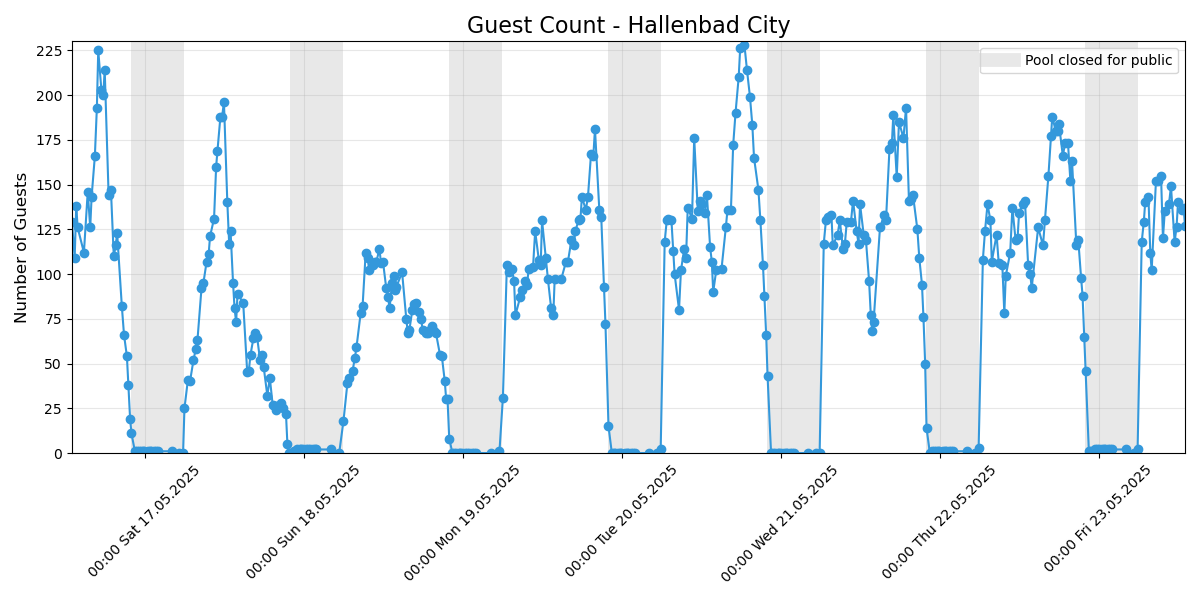 Guest Count - Hallenbad City
Pool closed for public
Number of Guests
225
200
175
150
125
100
75
50
25
0
00:00 Sat 17.05.2025
00:00 Sun 18.05.2025
00:00 Mon 19.05.2025
00:00 Tue 20.05.2025
00:00 Wed 21.05.2025
00:00 Thu 22.05.2025
00:00 Fri 23.05.2025